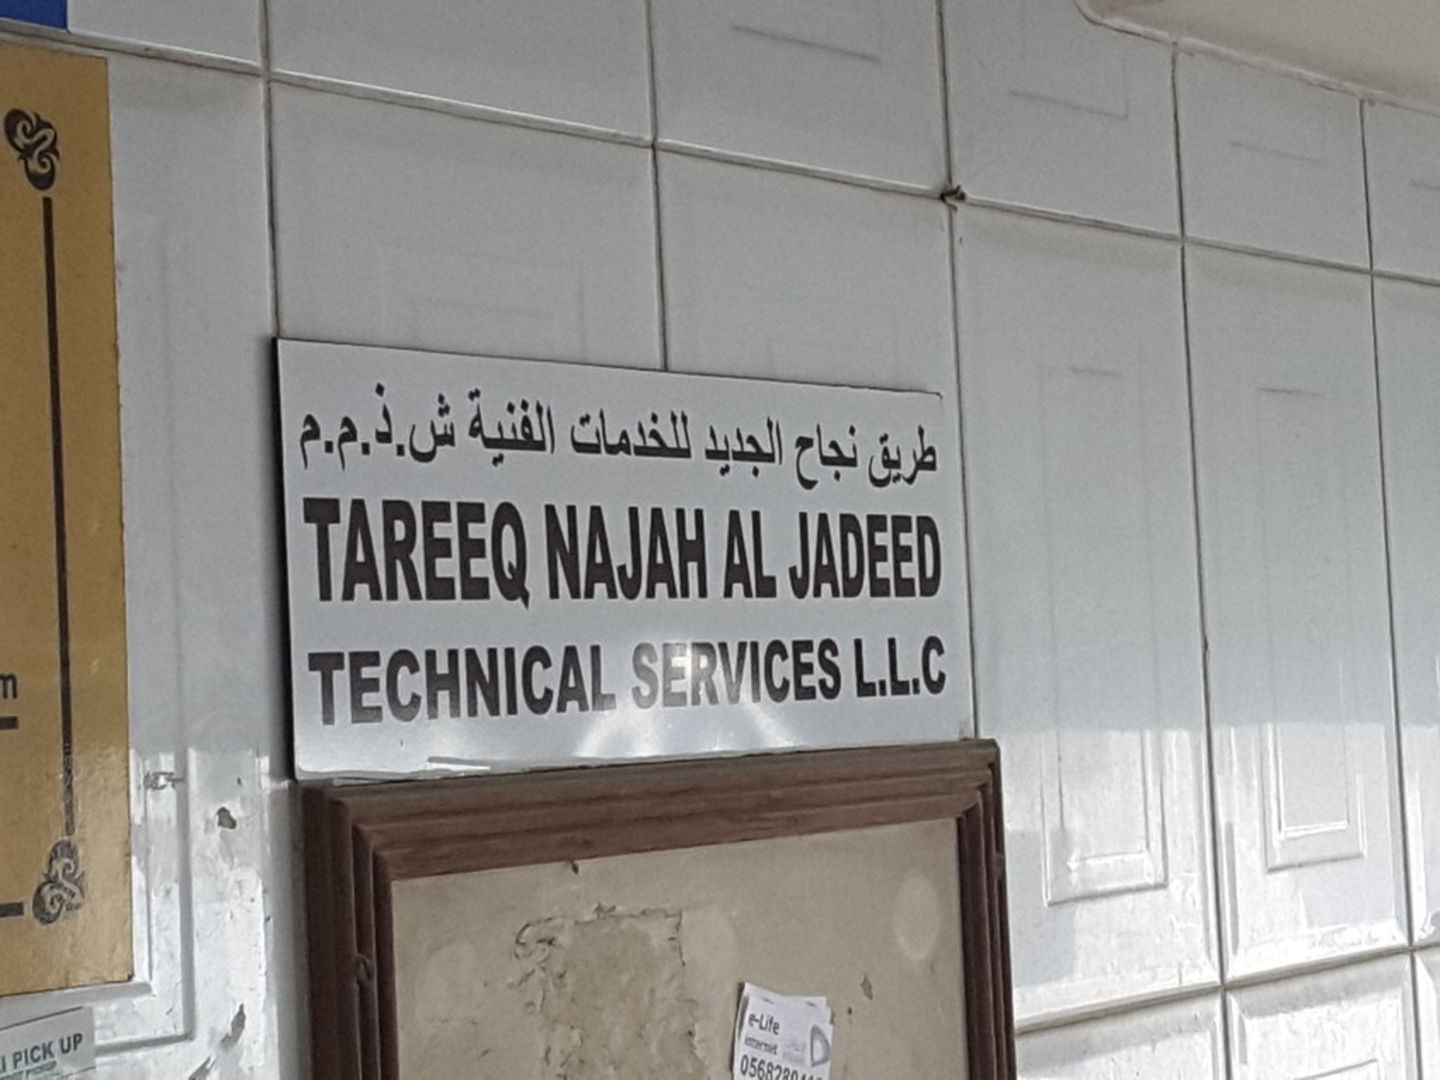 طريق نجاح الجديد للخدمات الفنية ش.ذ.م.م
TAREEQ NAJAH AL JADEED
TECHNICAL SERVICES L.L.C
m
PICK UP
e-Life
internet